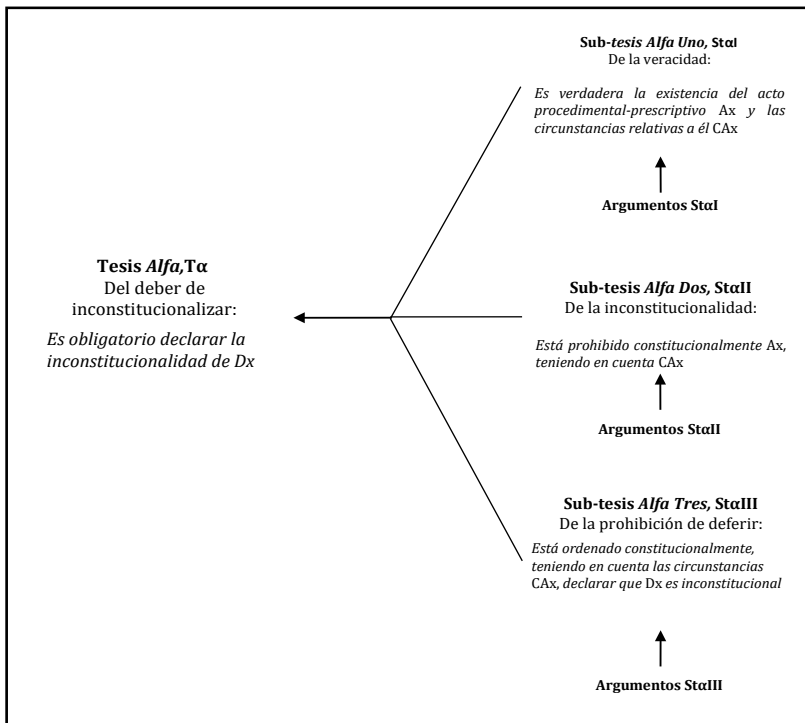 Tesis Alfa,Tα
Del deber de
inconstitucionalizar:
Es obligatorio declarar la
inconstitucionalidad de Dx
Sub-tesis Alfa Uno, StαI
De la veracidad:
Es verdadera la existencia del acto
procedimental-prescriptivo Ax y las
circunstancias relativas a él CAx
Argumentos StαI
Sub-tesis Alfa Dos, StαII
De la inconstitucionalidad:
Está prohibido constitucionalmente Ax,
teniendo en cuenta CAx
Argumentos StαII
Sub-tesis Alfa Tres, StαIII
De la prohibición de deferir:
Está ordenado constitucionalmente,
teniendo en cuenta las circunstancias
CAx, declarar que Dx es inconstitucional
Argumentos StαIII